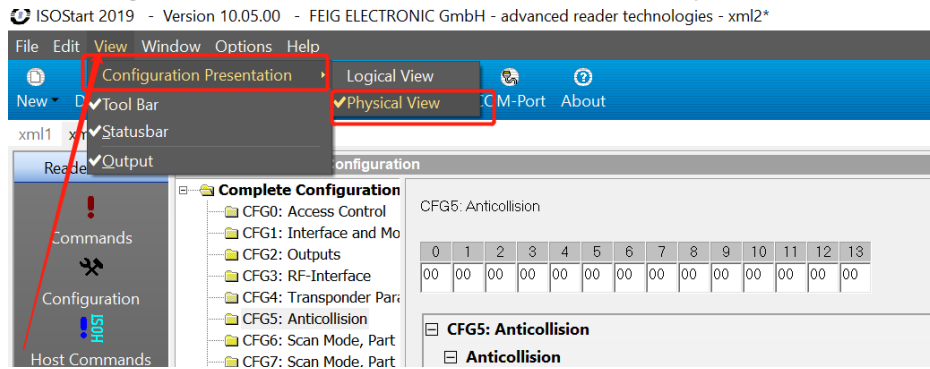 ISOStart 2019 - Version 10.05.00 - FEIG ELECTRONIC GmbH - advanced reader technologies - xml2*
File Edit View Window Options Help
Configuration Presentation
Logical View
Physical View
New
COM-Port
About
Tool Bar
Statusbar
Output
xml1
Complete Configuration
CFG0: Access Control
CFG1: Interface and Mo
CFG2: Outputs
CFG3: RF-Interface
CFG4: Transponder Para
CFG5: Anticollision
CFG6: Scan Mode, Part
CFG7: Scan Mode, Part
Commands
Configuration
Host Commands
HOST
CFG5: Anticollision
0 1 2 3 4 5 6 7 8 9 10 11 12 13
00 00 00 00 00 00 00 00 00 00 00 00 00 00
CFG5: Anticollision
Anticollision